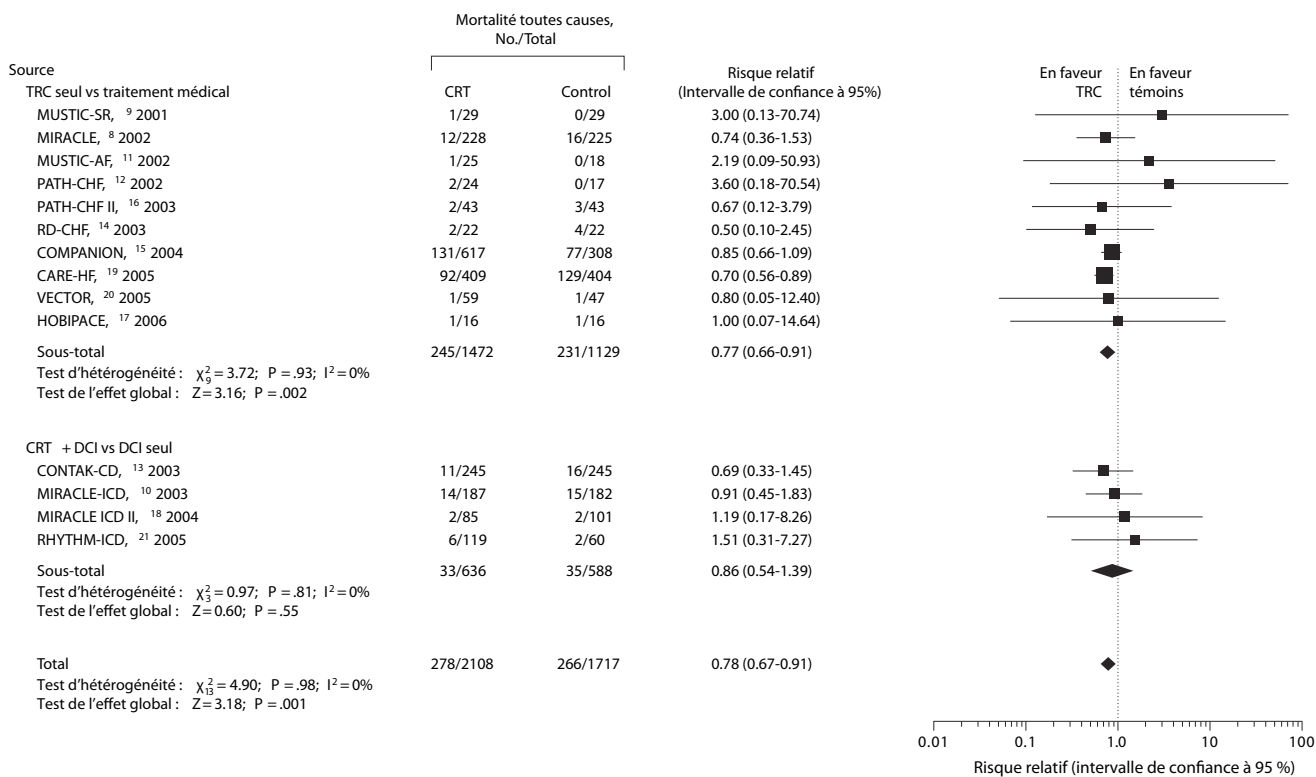 Mortalité toutes causes,
No./Total
Source
Risque relatif
En faveur
En faveur
TRC seul vs traitement médical
CRT
Control
(Intervalle de confiance à 95%)
TRC
témoins
MUSTIC-SR, 9 2001 1/29 0/29 3.00 (0.13-70.74)
MIRACLE, 8 2002 12/228 16/225 0.74 (0.36-1.53)
MUSTIC-AF, 11 2002 1/25 0/18 2.19 (0.09-50.93)
PATH-CHF, 12 2002 2/24 0/17 3.60 (0.18-70.54)
PATH-CHF II, 16 2003 2/43 3/43 0.67 (0.12-3.79)
RD-CHF, 14 2003 2/22 4/22 0.50 (0.10-2.45)
COMPANION, 15 2004 131/617 77/308 0.85 (0.66-1.09)
CARE-HF, 19 2005 92/409 129/404 0.70 (0.56-0.89)
VECTOR, 20 2005 1/59 1/47 0.80 (0.05-12.40)
HOBIPACE, 17 2006 1/16 1/16 1.00 (0.07-14.64)
Sous-total 245/1472 231/1129 0.77 (0.66-0.91)
Test d'hétérogénéité : χ²₉ = 3.72; P = .93; I² = 0%
Test de l'effet global : Z = 3.16; P = .002
CRT + DCI vs DCI seul
CONTAK-CD, 13 2003 11/245 16/245 0.69 (0.33-1.45)
MIRACLE-ICD, 10 2003 14/187 15/182 0.91 (0.45-1.83)
MIRACLE ICD II, 18 2004 2/85 2/101 1.19 (0.17-8.26)
RHYTHM-ICD, 21 2005 6/119 2/60 1.51 (0.31-7.27)
Sous-total 33/636 35/588 0.86 (0.54-1.39)
Test d'hétérogénéité : χ²₃ = 0.97; P = .81; I² = 0%
Test de l'effet global : Z = 0.60; P = .55
Total 278/2108 266/1717 0.78 (0.67-0.91)
Test d'hétérogénéité : χ²₁₃ = 4.90; P = .98; I² = 0%
Test de l'effet global : Z = 3.18; P = .001
0.01 0.1 1.0 10 100
Risque relatif (intervalle de confiance à 95 %)